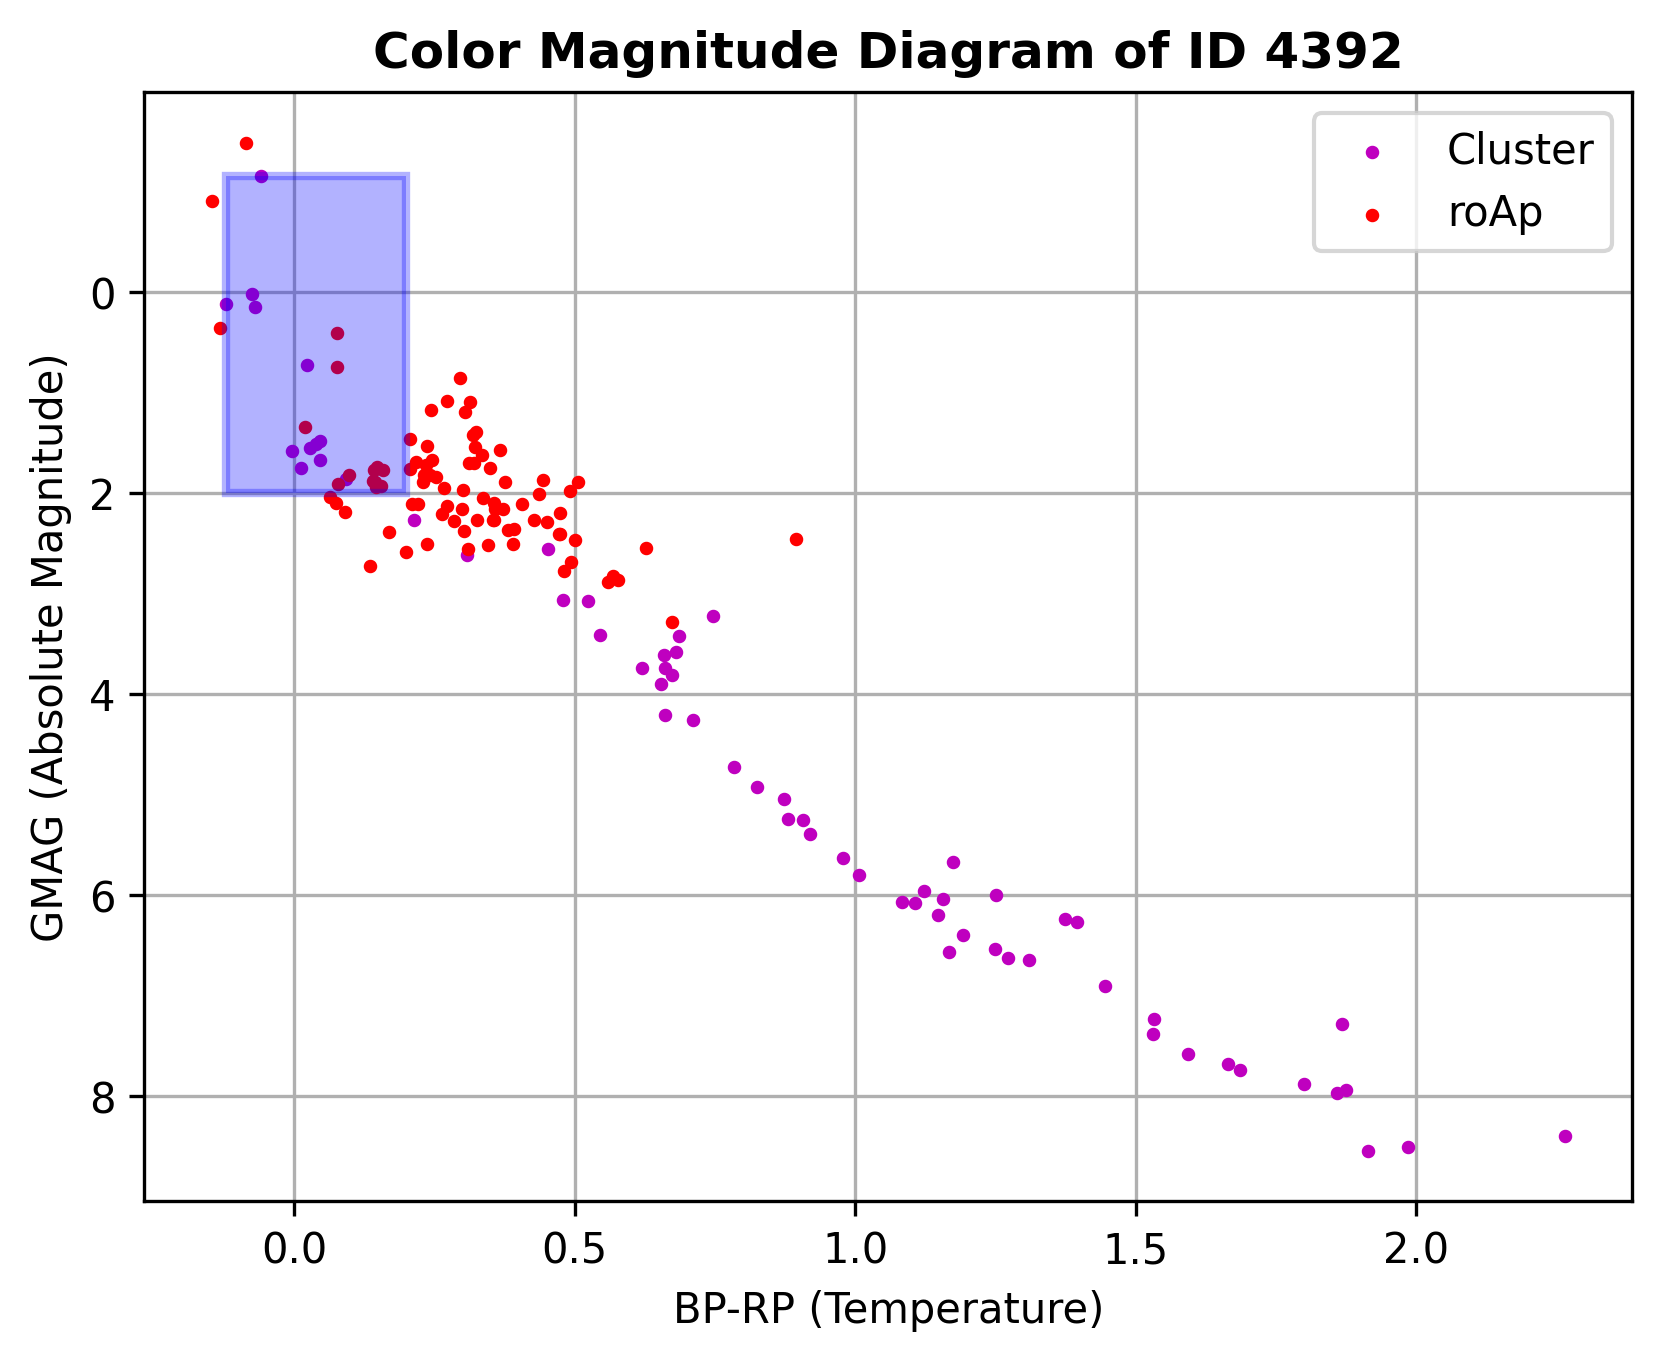 Color Magnitude Diagram of ID 4392
Cluster
roAp
GMAG (Absolute Magnitude)
0
2
4
6
8
0.0 0.5 1.0 1.5 2.0
BP-RP (Temperature)